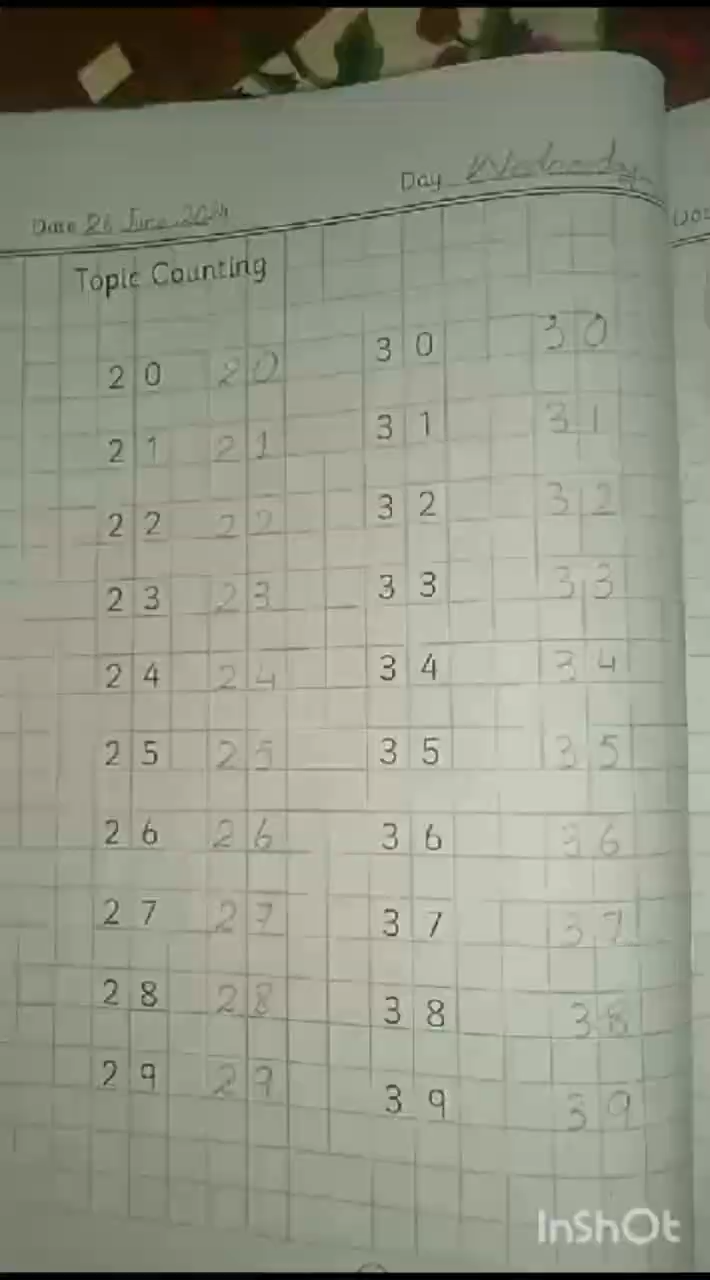 Day Wednesday
Date 26 June 2024
Topic Counting
20 20 30 30
21 21 31 31
22 22 32 32
23 23 33 33
24 24 34 34
25 25 35 35
26 26 36 36
27 27 37 37
28 28 38 38
29 29 39 39
InShOt